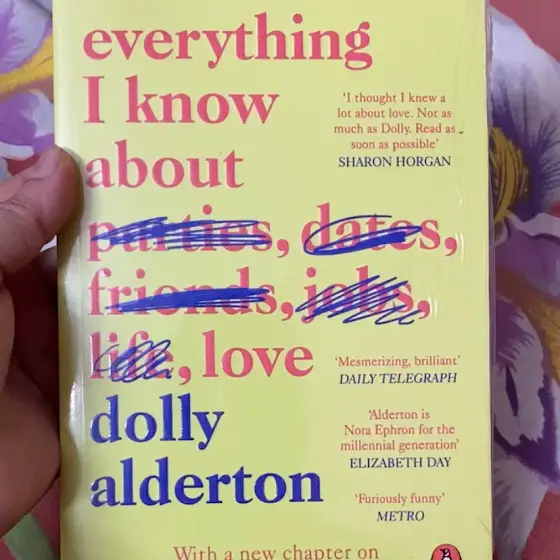 everything
I know
about
parties, dates,
friends, jobs,
life, love
dolly
alderton
'I thought I knew a
lot about love. Not as
much as Dolly. Read as
soon as possible'
SHARON HORGAN
'Mesmerizing, brilliant'
DAILY TELEGRAPH
'Alderton is
Nora Ephron for the
millennial generation'
ELIZABETH DAY
'Furiously funny'
METRO
With a new chapter on